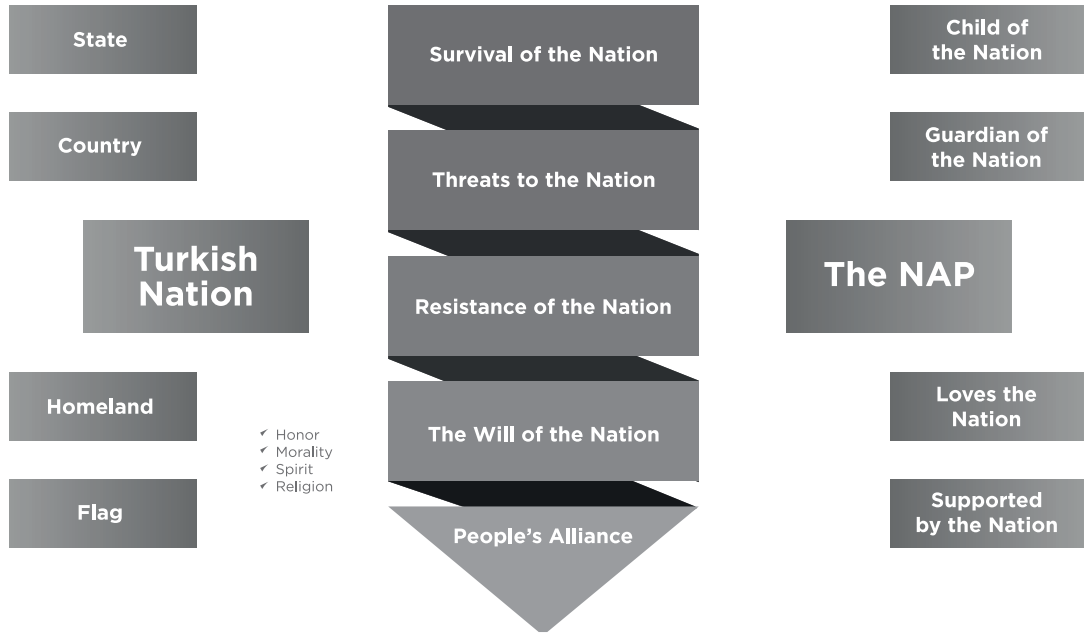 State
Country
Turkish
Nation
Homeland
Flag
✓ Honor
✓ Morality
✓ Spirit
✓ Religion
Survival of the Nation
Threats to the Nation
Resistance of the Nation
The Will of the Nation
People's Alliance
Child of
the Nation
Guardian of
the Nation
The NAP
Loves the
Nation
Supported
by the Nation